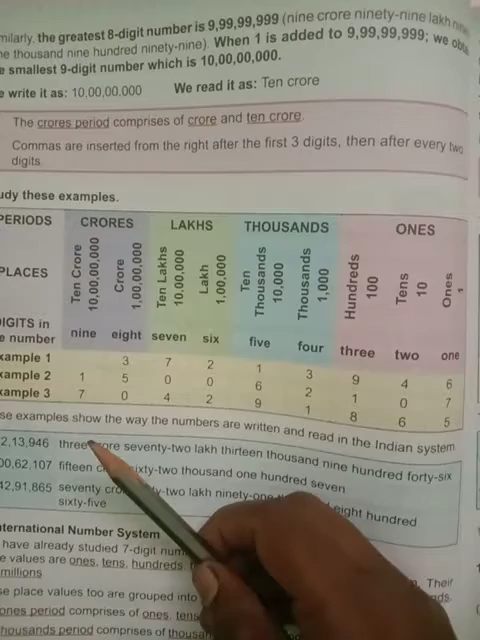 milarly, the greatest 8-digit number is 9,99,99,999 (nine crore ninety-nine lakh
thousand nine hundred ninety-nine). When 1 is added to 9,99,99,999; we
smallest 9-digit number which is 10,00,00,000.
write it as: 10,00,00.000 We read it as: Ten crore
The crores period comprises of crore and ten crore.
Commas are inserted from the right after the first 3 digits, then after every two
digits.
udy these examples.
PERIODS CRORES LAKHS THOUSANDS ONES
PLACES Ten Crore 10,00,00,000 Crore 1,00,00,000 Ten Lakhs 10,00,000 Lakh 1,00,000 Ten Thousands 10,000 Thousands 1,000 Hundreds 100 Tens 10 Ones 1
IGITS in
number nine eight seven six five four three two one
xample 1 3 7 2 1 3 9 4 6
xample 2 1 5 0 0 6 2 1 0 7
xample 3 7 0 4 2 9 1 8 6 5
se examples show the way the numbers are written and read in the Indian system
2,13,946 three crore seventy-two lakh thirteen thousand nine hundred forty-six
00,62,107 fifteen sixty-two thousand one hundred seven
42,91,865 seventy lakh eight hundred
sixty-five
nternational Number System
have already studied 7-digit
values are ones, tens, hundreds, Their
millions
se place values too are grouped into
ones period comprises of ones, tens
housands period comprises of